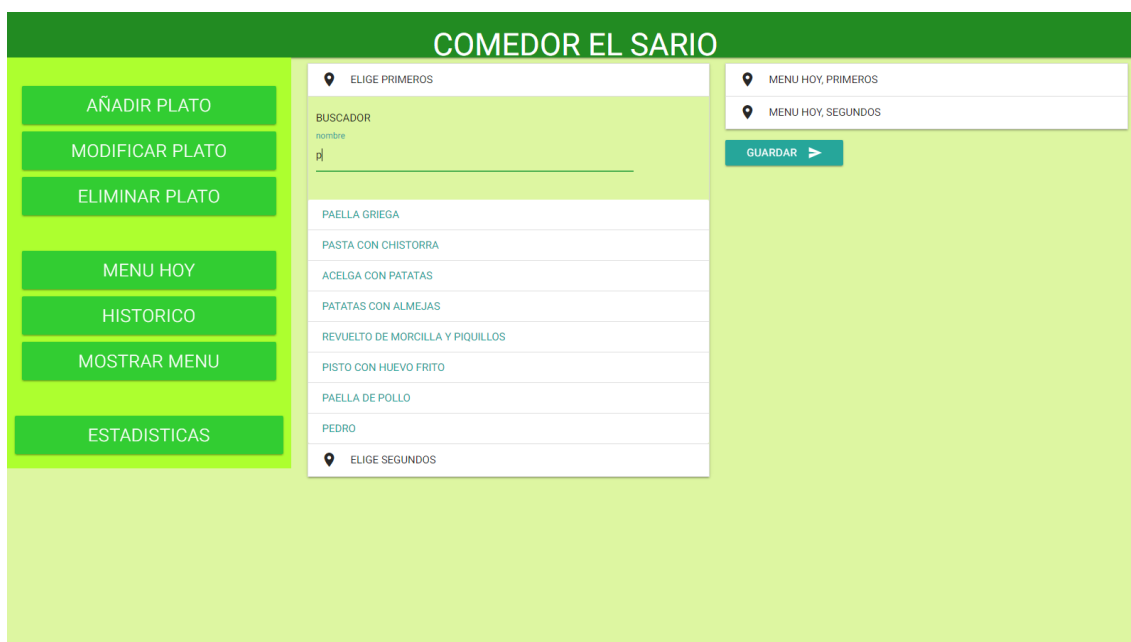 COMEDOR EL SARIO
AÑADIR PLATO
MODIFICAR PLATO
ELIMINAR PLATO
MENU HOY
HISTORICO
MOSTRAR MENU
ESTADISTICAS
ELIGE PRIMEROS
BUSCADOR
nombre
p
PAELLA GRIEGA
PASTA CON CHISTORRA
ACELGA CON PATATAS
PATATAS CON ALMEJAS
REVUELTO DE MORCILLA Y PIQUILLOS
PISTO CON HUEVO FRITO
PAELLA DE POLLO
PEDRO
ELIGE SEGUNDOS
MENU HOY, PRIMEROS
MENU HOY, SEGUNDOS
GUARDAR